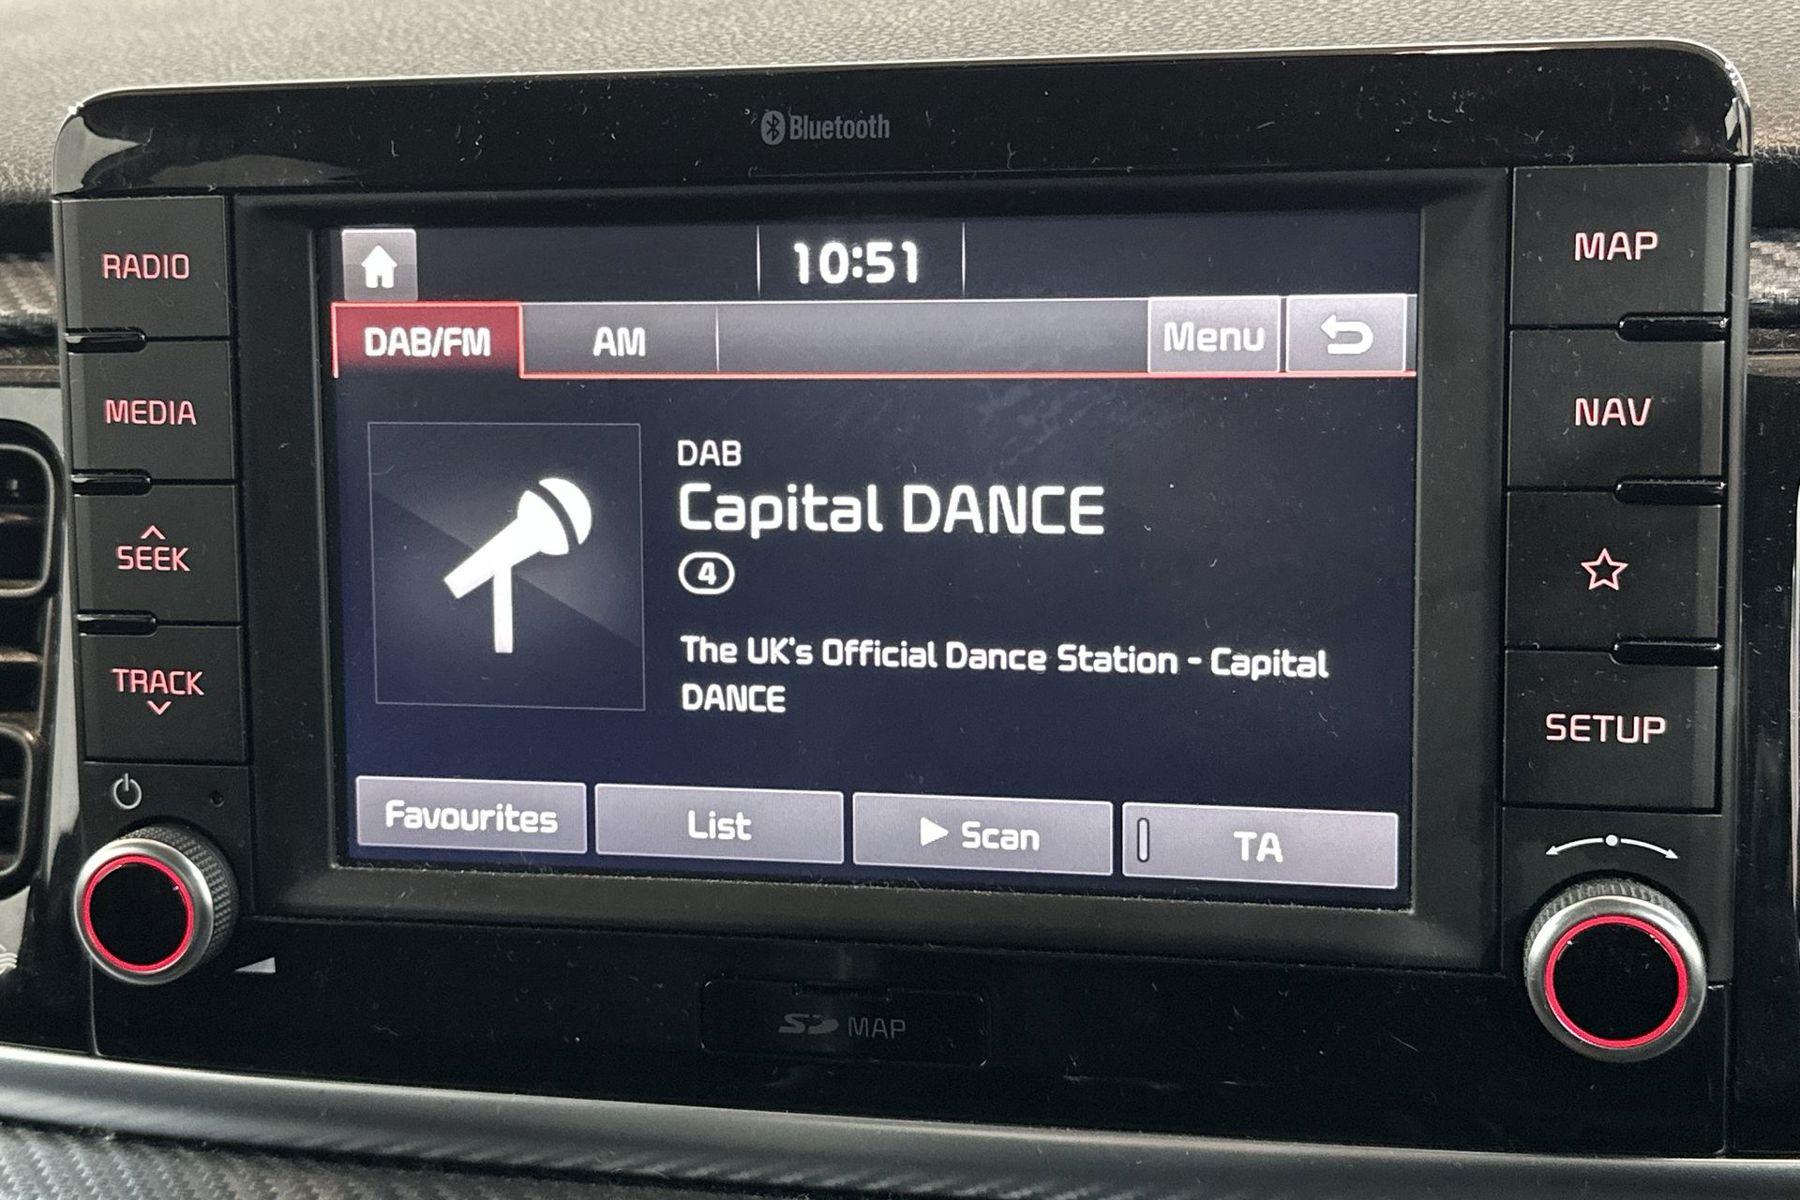 Bluetooth
RADIO
MEDIA
SEEK
TRACK
10:51
DAB/FM
AM
Menu
DAB
Capital DANCE
4
The UK's Official Dance Station - Capital
DANCE
Favourites
List
Scan
TA
MAP
NAV
SETUP
SD MAP